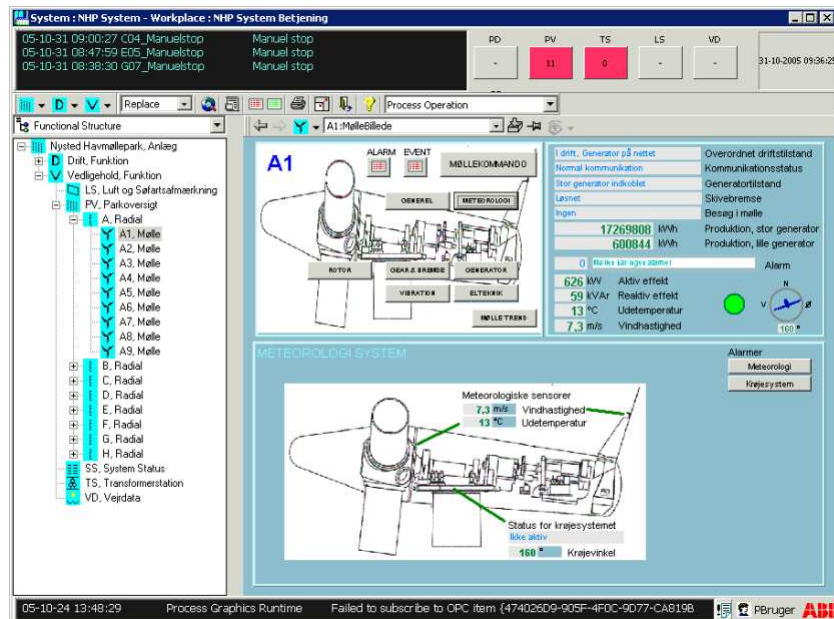 System : NHP System - Workplace : NHP System Betjening
05-10-31 09:00:27 C04_Manuelstop Manuel stop
05-10-31 08:47:59 E05_Manuelstop Manuel stop
05-10-31 08:38:30 G07_Manuelstop Manuel stop
PD PV TS LS VD
- 11 0 - -
31-10-2005 09:36:25
Replace
Process Operation
Functional Structure
A1:MølleBillede
Nysted Havmøllepark, Anlæg
D Drift, Funktion
V Vedligehold, Funktion
LS, Luft og Søfartsafmærkning
PV, Parkoversigt
A, Radial
A1, Mølle
A2, Mølle
A3, Mølle
A4, Mølle
A5, Mølle
A6, Mølle
A7, Mølle
A8, Mølle
A9, Mølle
B, Radial
C, Radial
D, Radial
E, Radial
F, Radial
G, Radial
H, Radial
SS, System Status
TS, Transformerstation
VD, Vejrdata
A1
ALARM EVENT
MØLLEKOMMANDO
GENEREL METEOROLOGI
ROTOR GEAR & BREMSE GENERATOR
VIBRATION ELTEKNIK
MØLLE TREND
I drift, Generator på nettet Overordnet driftstilstand
Normal kommunikation Kommunikationsstatus
Stor generator indkoblet Generatortilstand
Løsnet Skivebremse
Ingen Besøg i mølle
17269808 kWh Produktion, stor generator
600844 kWh Produktion, lille generator
0 Alarm
626 kW Aktiv effekt
59 kVAr Reaktiv effekt
13 °C Udetemperatur
7,3 m/s Vindhastighed
N
V Ø
160 °
METEOROLOGI SYSTEM
Alarmer
Meteorologi
Krøjesystem
Meteorologiske sensorer
7,3 m/s Vindhastighed
13 °C Udetemperatur
Status for krøjesystemet
Ikke aktiv
160 ° Krøjevinkel
05-10-24 13:48:29 Process Graphics Runtime Failed to subscribe to OPC item {474026D9-905F-4F0C-9D77-CA819B
PBruger ABB